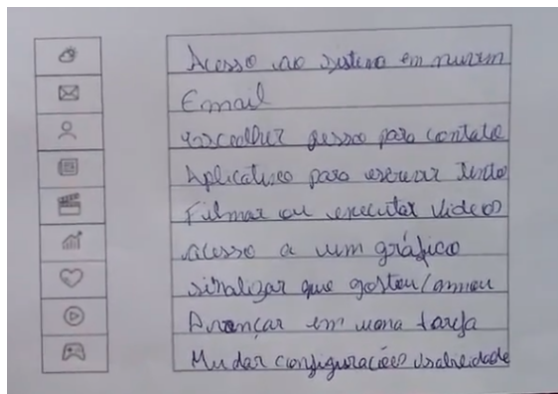 Acesso ao sistema em nuvem
Email
Escolher pessoa para contato
Aplicativo para escrever texto
Filmar ou executar videos
acesso a um gráfico
sinalizar que gostou/amou
Avançar em uma tarefa
Mudar configurações